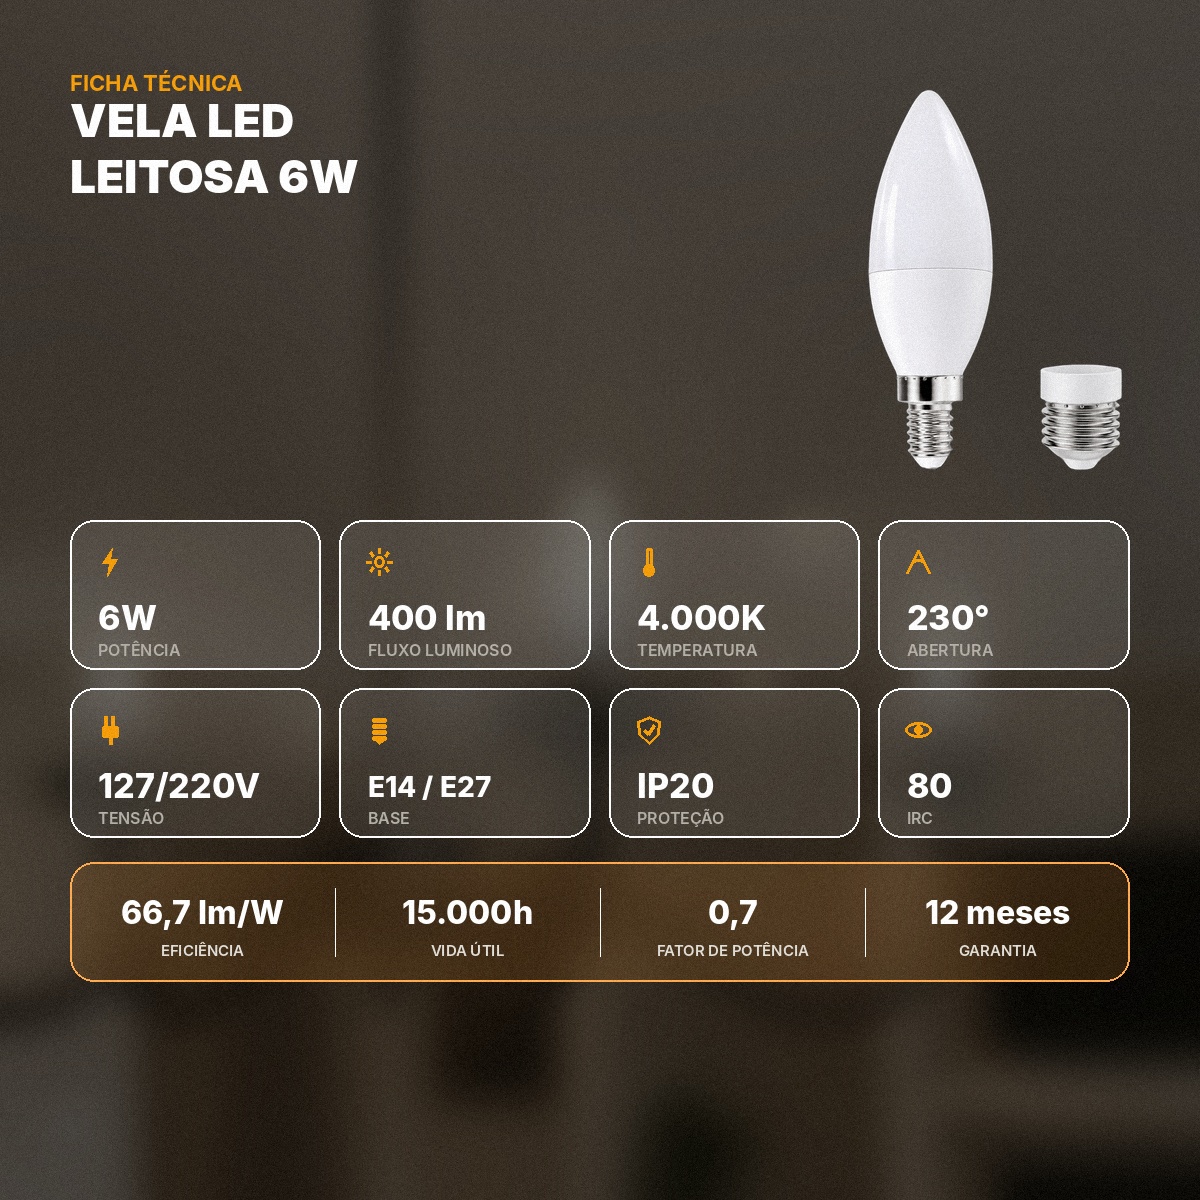 FICHA TÉCNICA
VELA LED
LEITOSA 6W
6W
POTÊNCIA
400 lm
FLUXO LUMINOSO
4.000K
TEMPERATURA
230°
ABERTURA
127/220V
TENSÃO
E14 / E27
BASE
IP20
PROTEÇÃO
80
IRC
66,7 lm/W
EFICIÊNCIA
15.000h
VIDA ÚTIL
0,7
FATOR DE POTÊNCIA
12 meses
GARANTIA